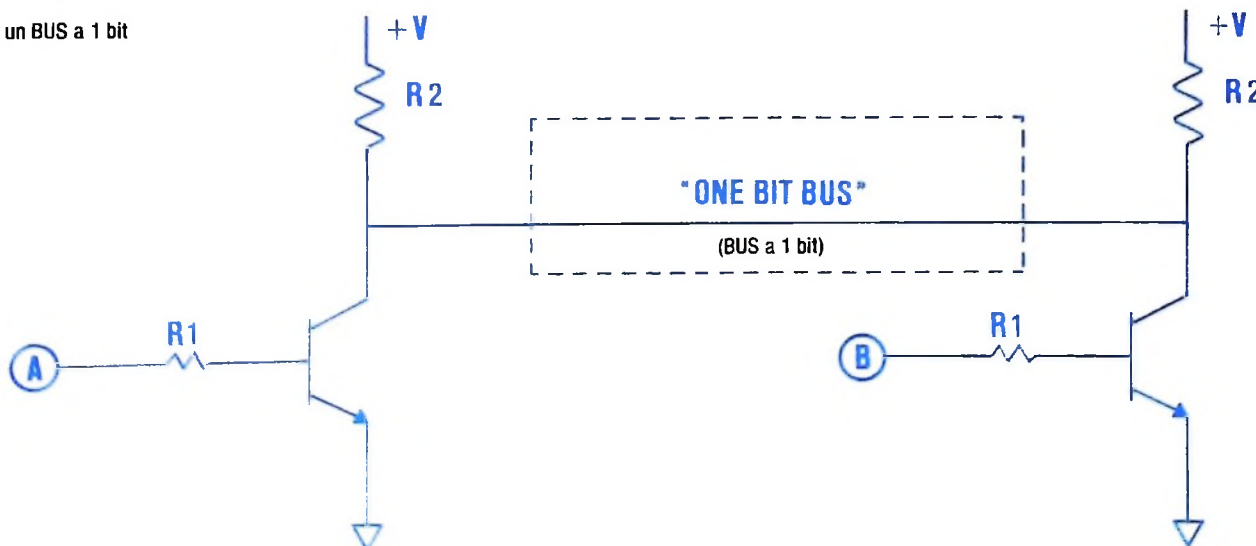 un BUS a 1 bit
+V
R2
+V
R2
"ONE BIT BUS"
(BUS a 1 bit)
R1
A
R1
B